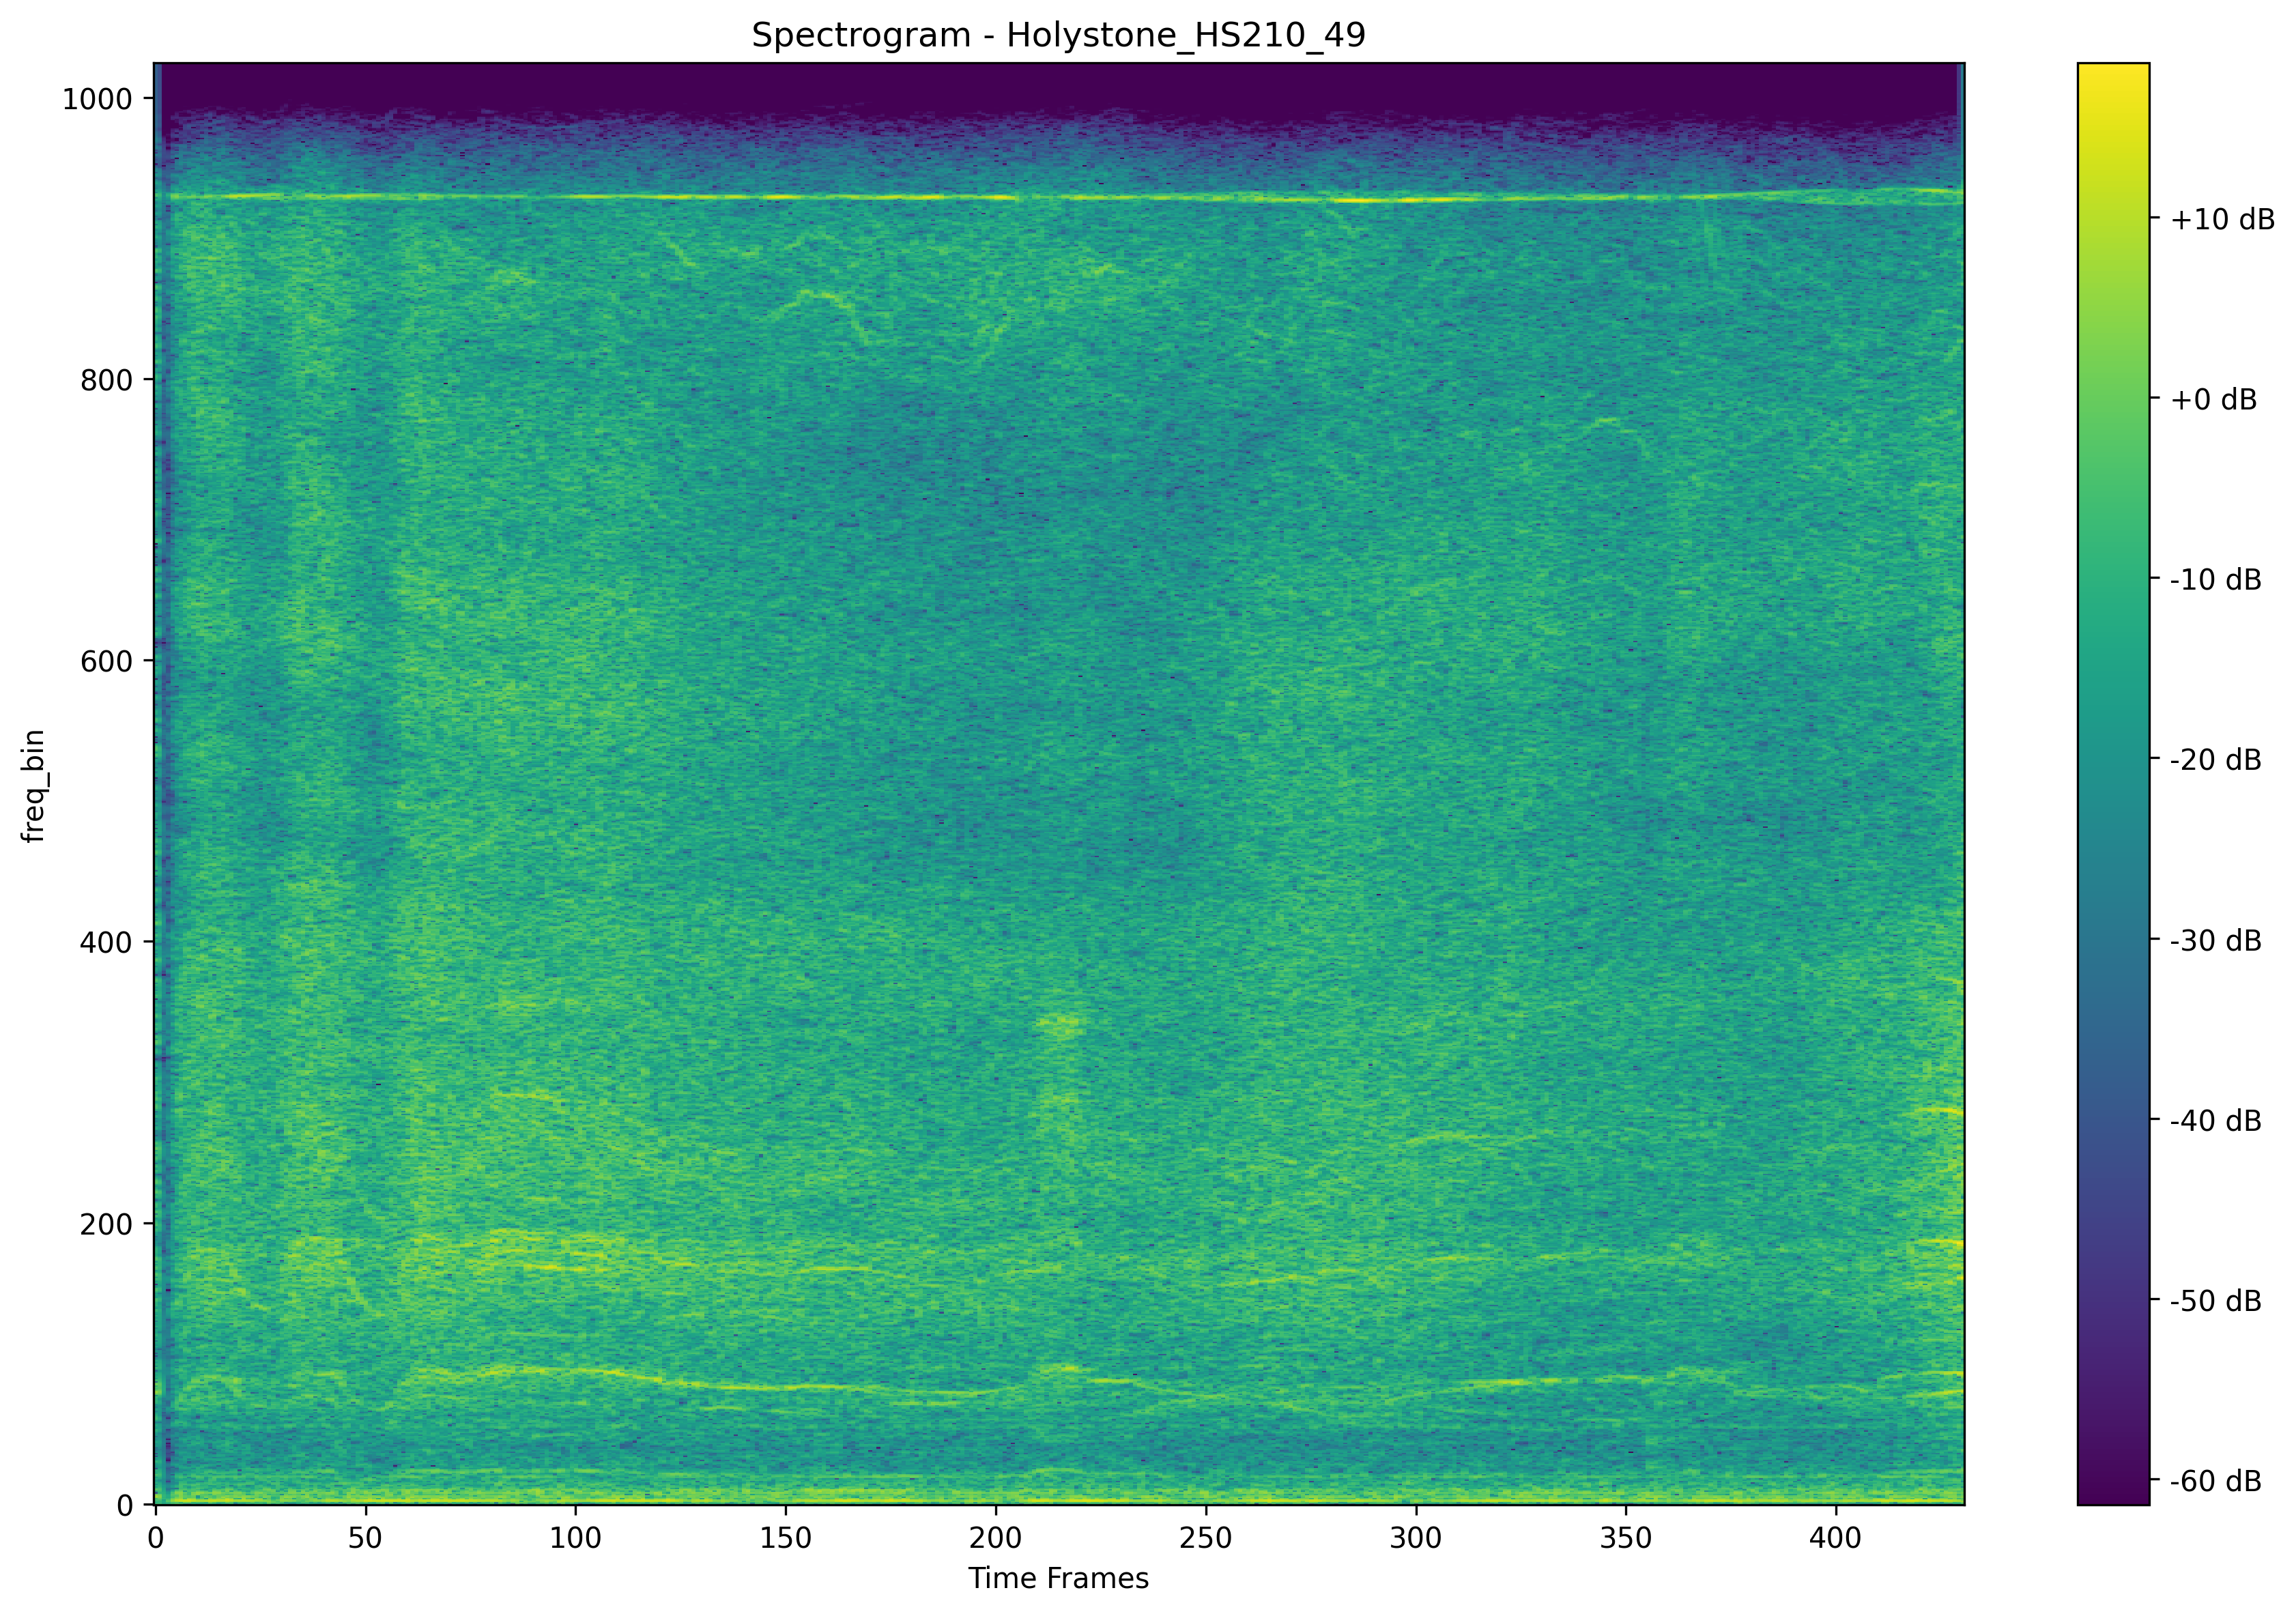 Spectrogram - Holystone_HS210_49
1000
800
600
400
200
0
freq_bin
0 50 100 150 200 250 300 350 400
Time Frames
+10 dB
+0 dB
-10 dB
-20 dB
-30 dB
-40 dB
-50 dB
-60 dB